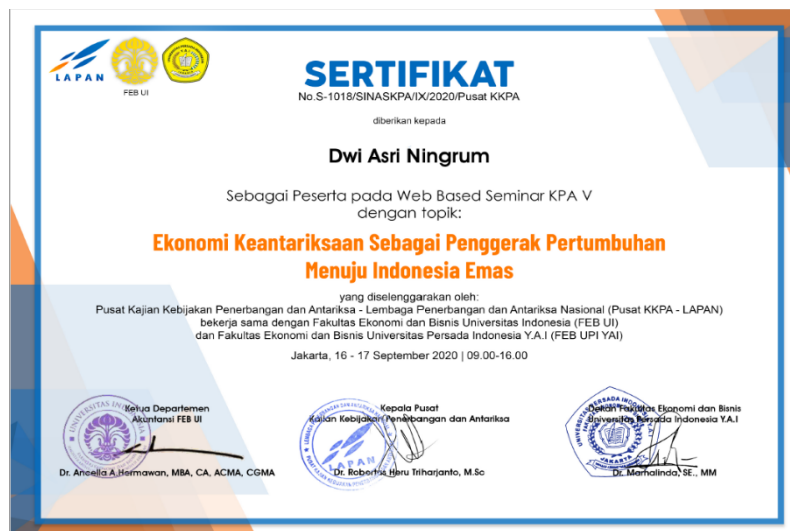 LAPAN
FEB UI
SERTIFIKAT
No.S-1018/SINASKPA/IX/2020/Pusat KKPA
diberikan kepada
Dwi Asri Ningrum
Sebagai Peserta pada Web Based Seminar KPA V
dengan topik:
Ekonomi Keantariksaan Sebagai Penggerak Pertumbuhan
Menuju Indonesia Emas
yang diselenggarakan oleh:
Pusat Kajian Kebijakan Penerbangan dan Antariksa - Lembaga Penerbangan dan Antariksa Nasional (Pusat KKPA - LAPAN)
bekerja sama dengan Fakultas Ekonomi dan Bisnis Universitas Indonesia (FEB UI)
dan Fakultas Ekonomi dan Bisnis Universitas Persada Indonesia Y.A.I (FEB UPI YAI)
Jakarta, 16 - 17 September 2020 | 09.00-16.00
Ketua Departemen
Akuntansi FEB UI
Dr. Ancella A.Hermawan, MBA, CA, ACMA, CGMA
Kepala Pusat
Kajian Kebijakan Penerbangan dan Antariksa
LAPAN
Dr. Robertus Heru Triharjanto, M.Sc
Dekan Fakultas Ekonomi dan Bisnis
Universitas Persada Indonesia Y.A.I
JAKARTA
Dr. Marhalinda, SE., MM